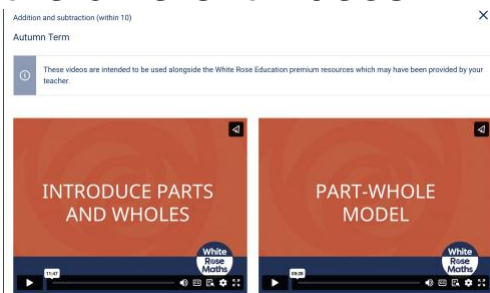 Addition and subtraction (within 10)
Autumn Term
These videos are intended to be used alongside the White Rose Education premium resources which may have been provided by your
teacher.
INTRODUCE PARTS
AND WHOLES
White
Rose
Maths
11:47
PART-WHOLE
MODEL
White
Rose
Maths
09:28